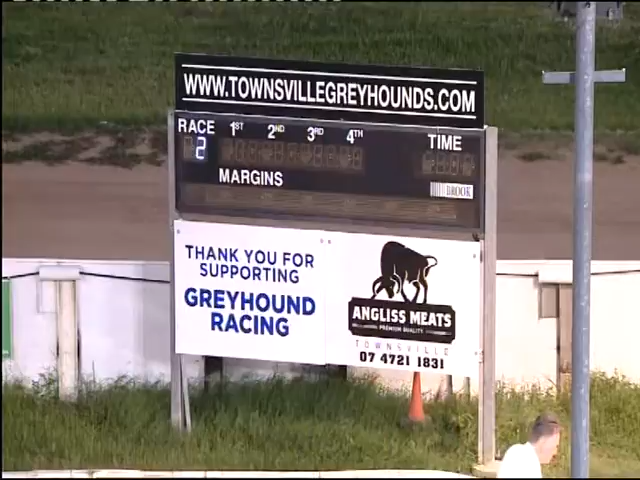 WWW.TOWNSVILLEGREYHOUNDS.COM
RACE 1ST 2ND 3RD 4TH TIME
2
MARGINS
BROOK
THANK YOU FOR
SUPPORTING
GREYHOUND
RACING
ANGLISS MEATS
PREMIUM QUALITY
TOWNSVILLE
07 4721 1831